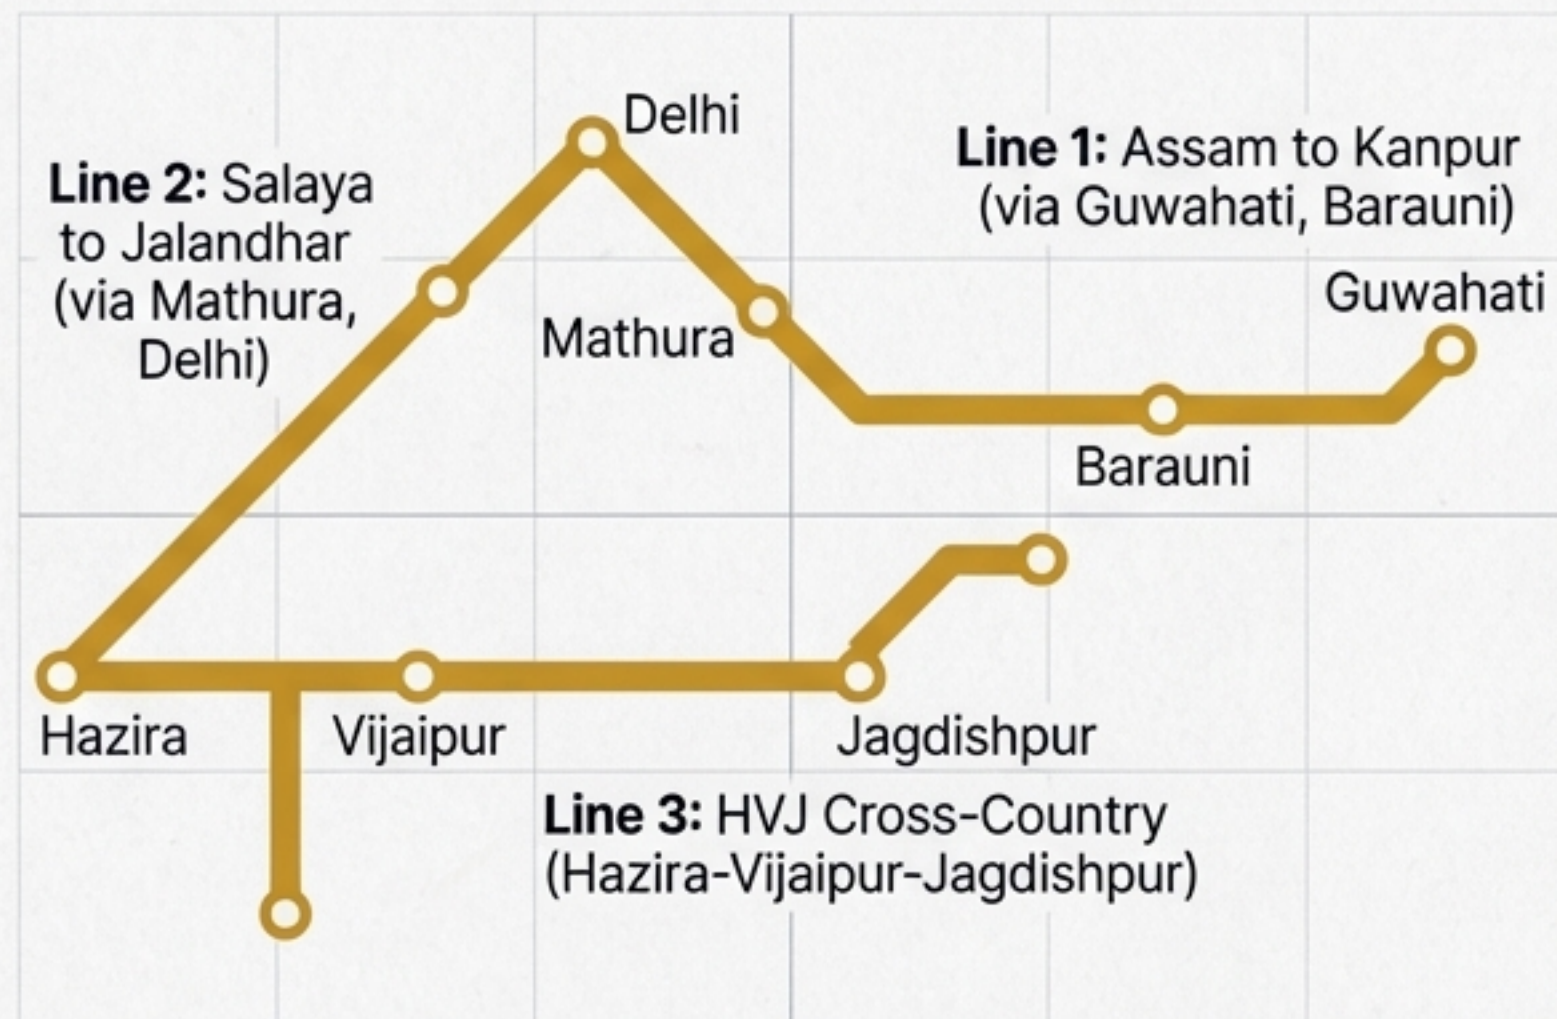 Delhi
Line 1: Assam to Kanpur
(via Guwahati, Barauni)
Line 2: Salaya
to Jalandhar
(via Mathura,
Delhi)
Guwahati
Mathura
Barauni
Hazira
Vijaipur
Jagdishpur
Line 3: HVJ Cross-Country
(Hazira-Vijaipur-Jagdishpur)